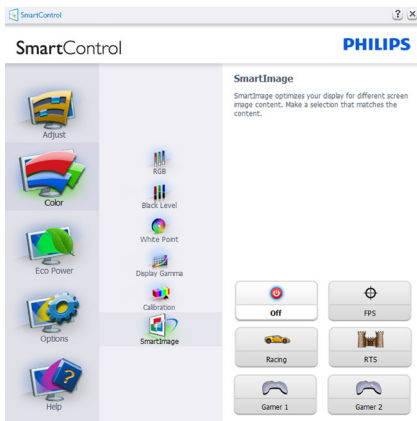 SmartControl
SmartControl
PHILIPS
Adjust
Color
Eco Power
Options
Help
RGB
Black Level
White Point
Display Gamma
Calibration
SmartImage
SmartImage
SmartImage optimizes your display for different screen
image content. Make a selection that matches the
content.
Off
FPS
Racing
RTS
Gamer 1
Gamer 2